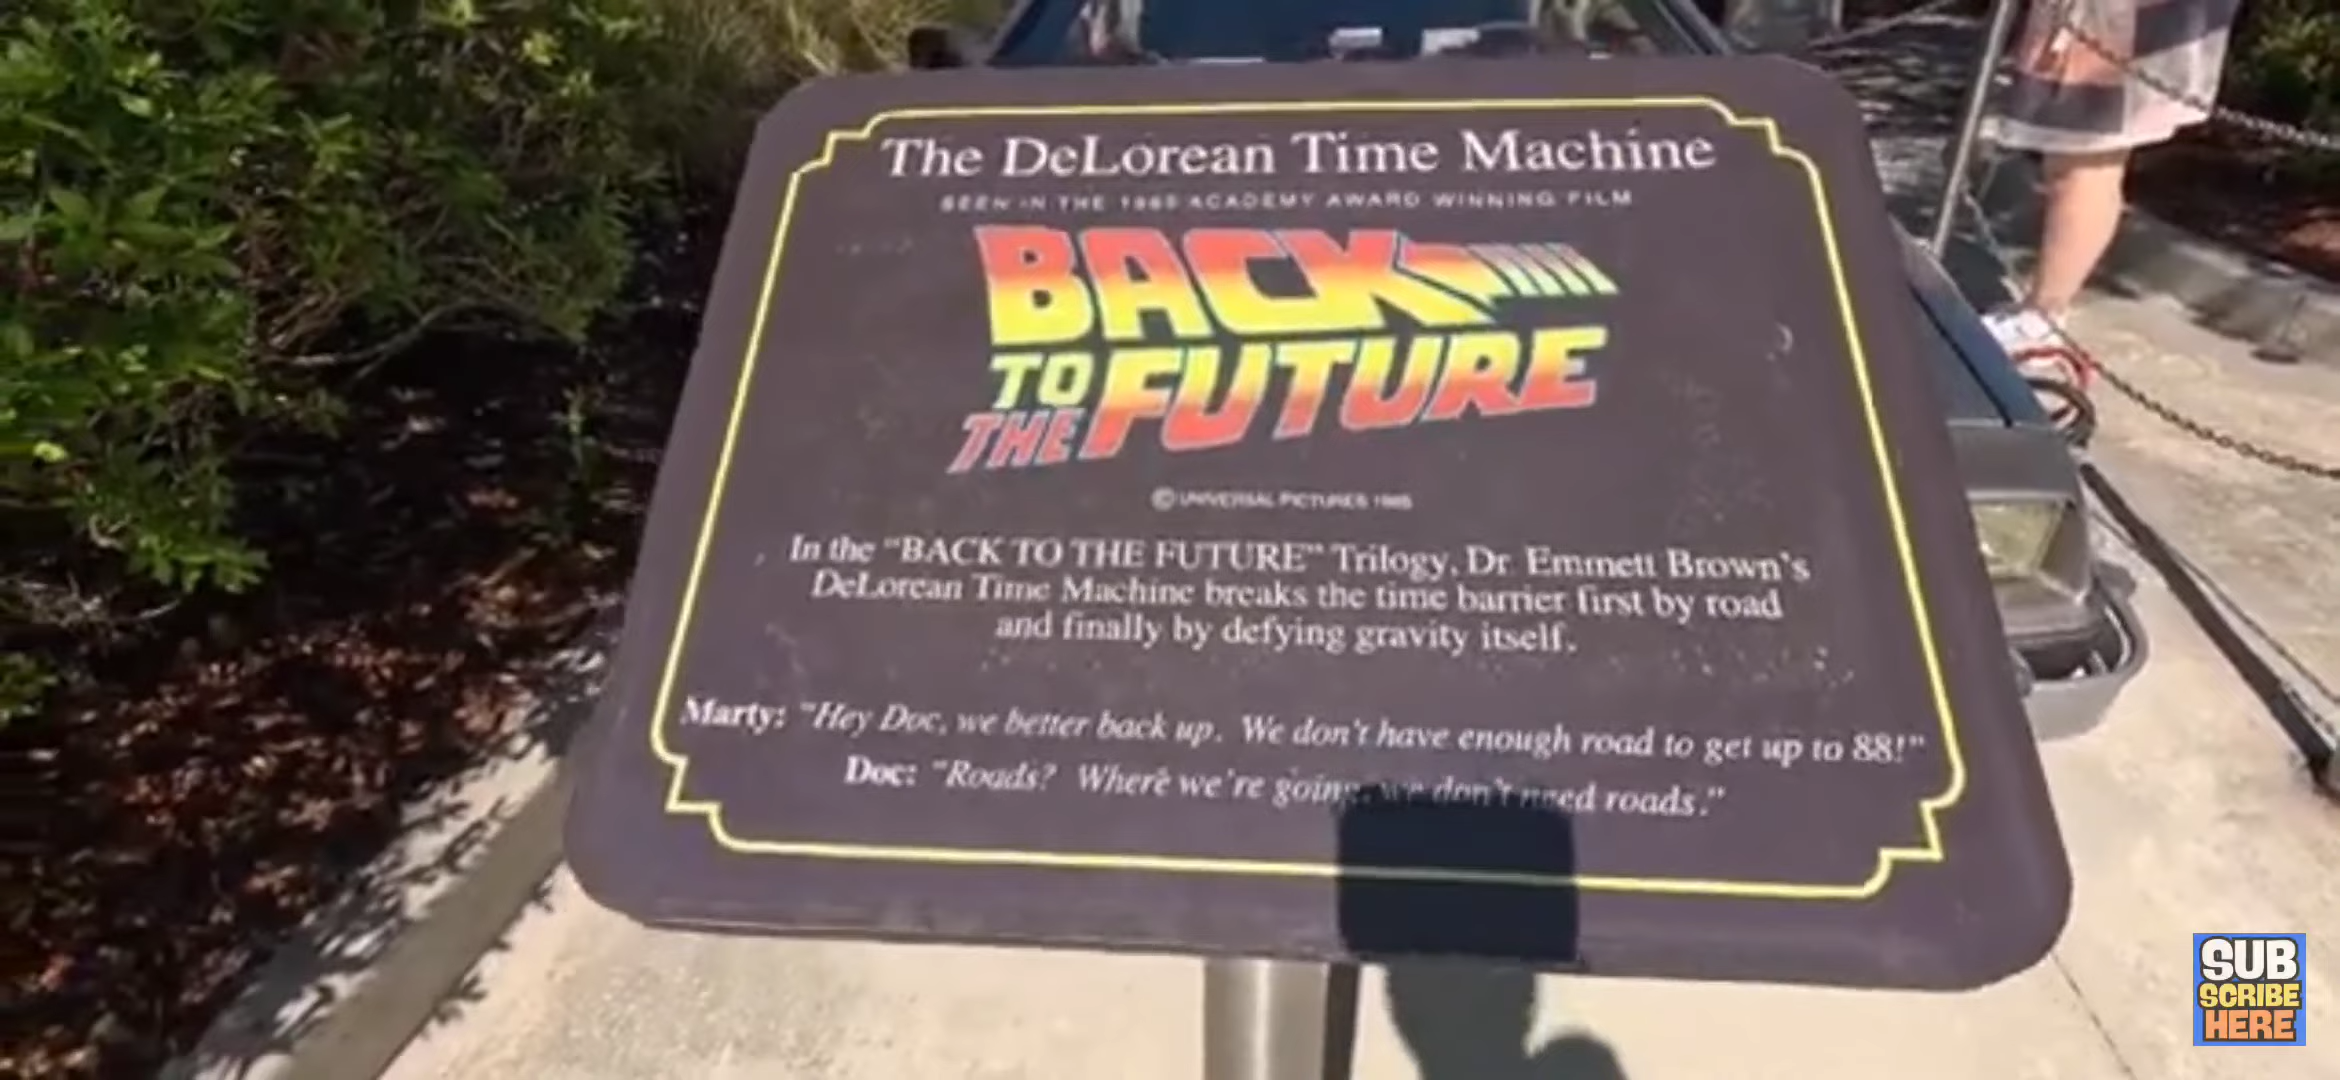 The DeLorean Time Machine
SEEN IN THE 1985 ACADEMY AWARD WINNING FILM
BACK
TO
THE FUTURE
© UNIVERSAL PICTURES 1985
In the "BACK TO THE FUTURE" Trilogy, Dr. Emmett Brown's
DeLorean Time Machine breaks the time barrier first by road
and finally by defying gravity itself.
Marty: "Hey Doc, we better back up. We don't have enough road to get up to 88!"
Doc: "Roads? Where we're going, we don't need roads."
SUB
SCRIBE
HERE